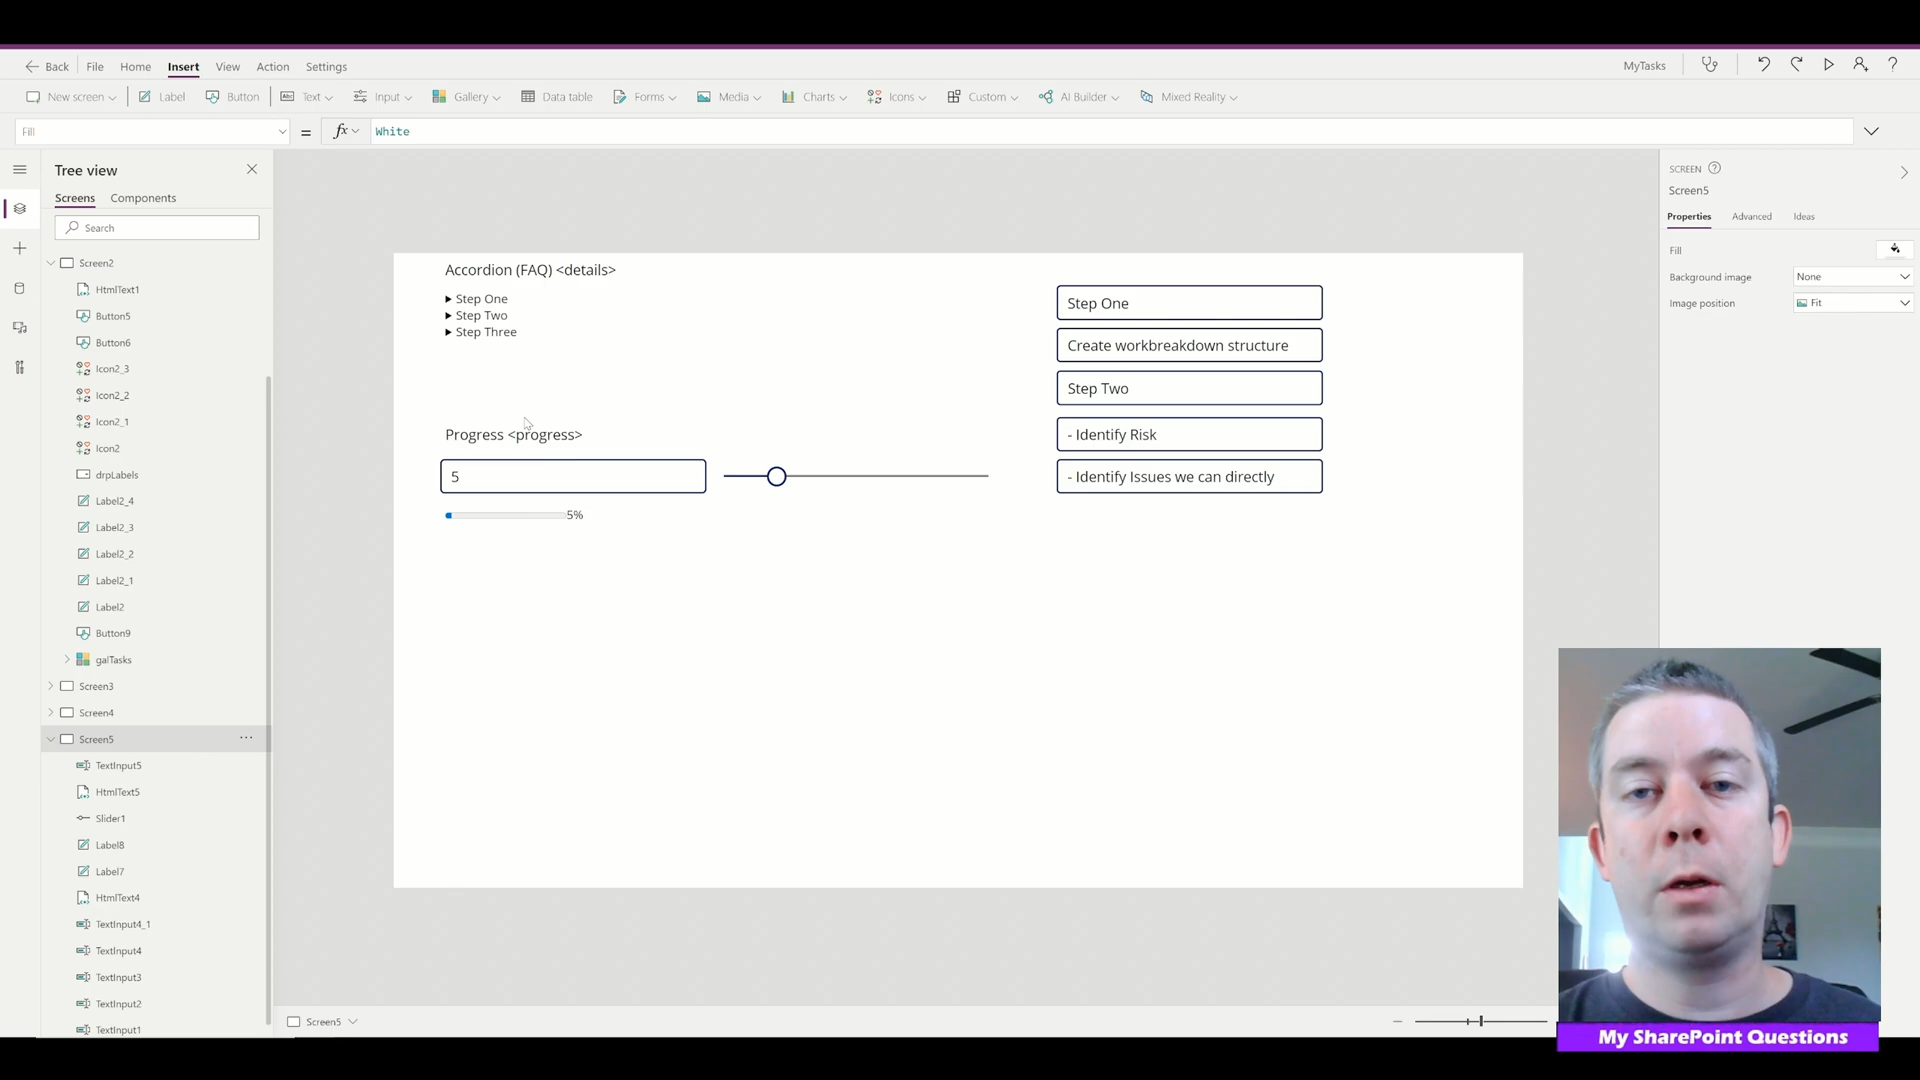 Back File Home Insert View Action Settings MyTasks ?
New screen Label Button Abc Text Input Gallery Data table Forms Media Charts Icons Custom AI Builder Mixed Reality
Fill = fx White
Tree view
Screens Components
Search
Screen2
HtmlText1
Button5
Button6
Icon2_3
Icon2_2
Icon2_1
Icon2
drpLabels
Label2_4
Label2_3
Label2_2
Label2_1
Label2
Button9
galTasks
Screen3
Screen4
Screen5 ...
TextInput5
HtmlText5
Slider1
Label8
Label7
HtmlText4
TextInput4_1
TextInput4
TextInput3
TextInput2
TextInput1
Accordion (FAQ) <details>
Step One
Step Two
Step Three
Progress <progress>
5
5%
Step One
Create workbreakdown structure
Step Two
- Identify Risk
- Identify Issues we can directly
Screen5
SCREEN ?
Screen5
Properties Advanced Ideas
Fill
Background image None
Image position Fit
My SharePoint Questions